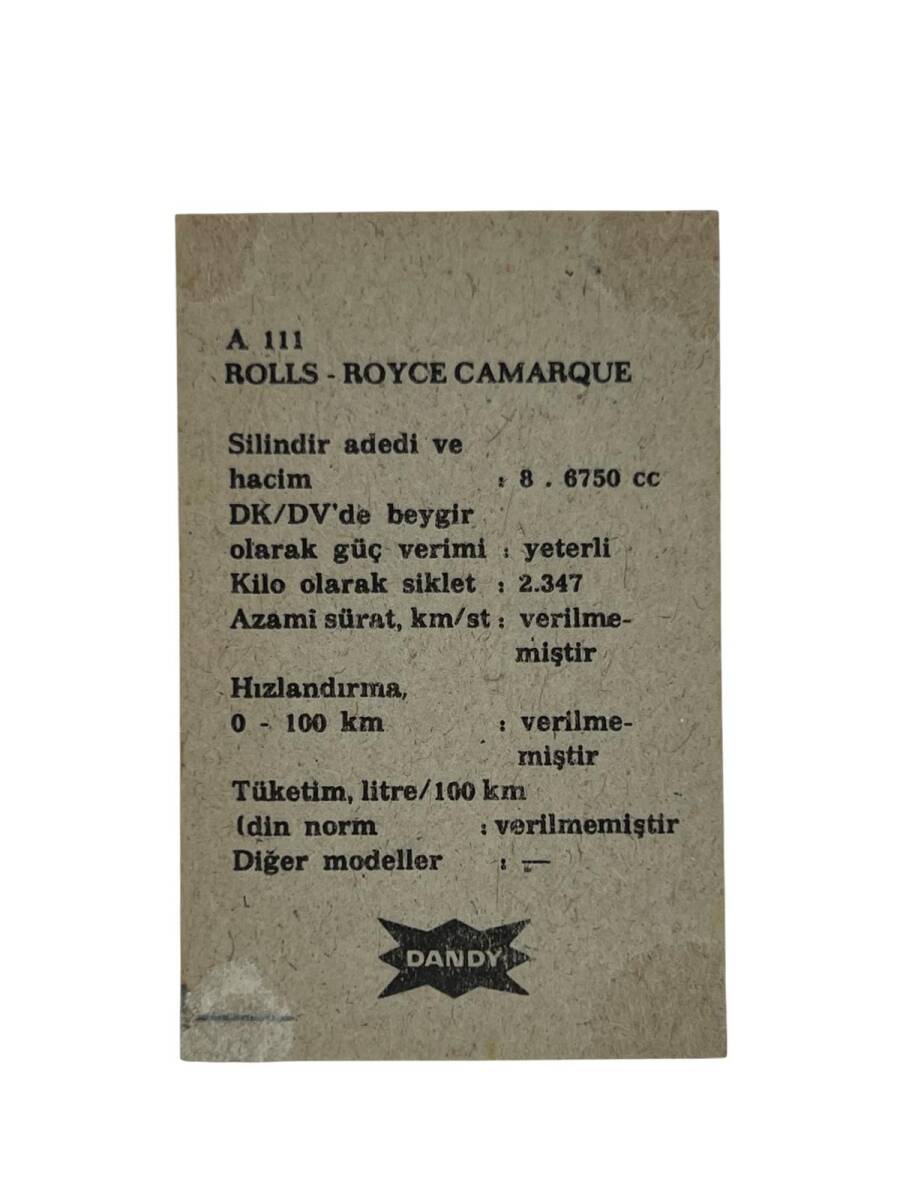 A 111
ROLLS - ROYCE CAMARQUE
Silindir adedi ve
hacim : 8 . 6750 cc
DK/DV'de beygir
olarak güç verimi : yeterli
Kilo olarak siklet : 2.347
Azami sürat, km/st : verilme-
miştir
Hızlandırma,
0 - 100 km : verilme-
miştir
Tüketim, litre/100 km
(din norm : verilmemiştir
Diğer modeller : —
DANDY